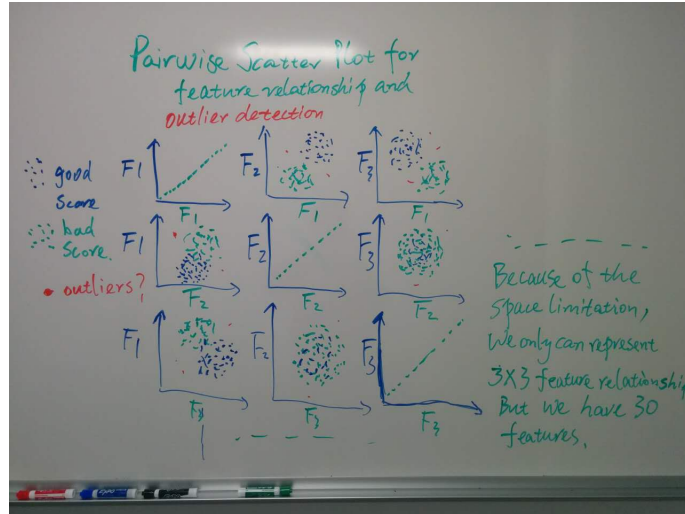 Pairwise Scatter Plot for
feature relationship and
outlier detection
good
score
bad
score
• outliers?
F1
F1
F2
F1
F3
F1
F1
F2
F2
F3
F2
F1
F3
F2
F3
F3
Because of the
space limitation,
we only can represent
3X3 feature relationship
But we have 30
features.